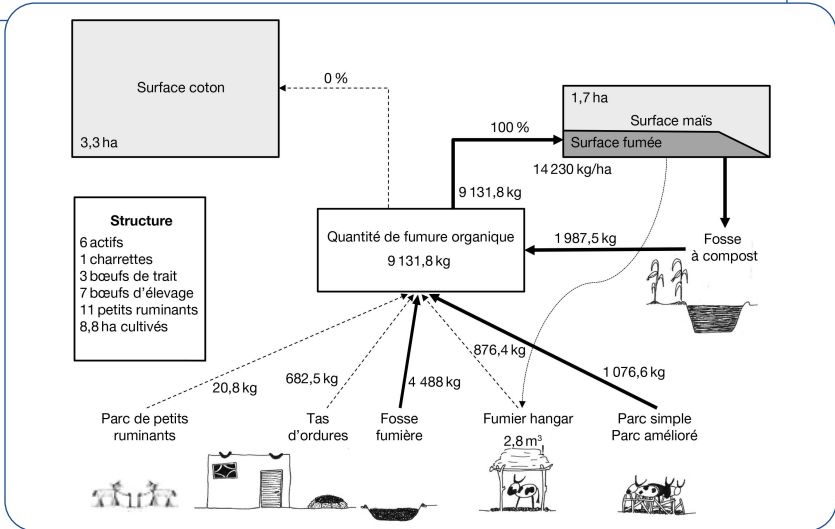 Surface coton
3,3 ha
0 %
1,7 ha
Surface maïs
Surface fumée
100 %
14 230 kg/ha
9 131,8 kg
Structure
6 actifs
1 charrettes
3 bœufs de trait
7 bœufs d'élevage
11 petits ruminants
8,8 ha cultivés
Quantité de fumure organique
9 131,8 kg
1 987,5 kg
Fosse
à compost
20,8 kg
682,5 kg
4 488 kg
876,4 kg
1 076,6 kg
Parc de petits
ruminants
Tas
d'ordures
Fosse
fumière
Fumier hangar
2,8 m³
Parc simple
Parc amélioré